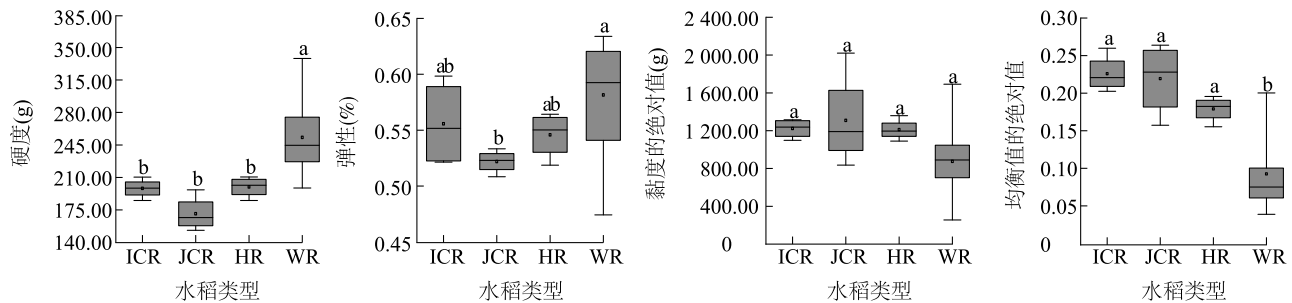 硬度(g)
385.00
350.00
315.00
280.00
245.00
210.00
175.00
140.00
b
b
b
a
ICR JCR HR WR
水稻类型
弹性(%)
0.65
0.60
0.55
0.50
0.45
ab
b
ab
a
ICR JCR HR WR
水稻类型
黏度的绝对值(g)
2 400.00
2 000.00
1 600.00
1 200.00
800.00
400.00
0
a
a
a
a
ICR JCR HR WR
水稻类型
均衡值的绝对值
0.30
0.25
0.20
0.15
0.10
0.05
0
a
a
a
b
ICR JCR HR WR
水稻类型